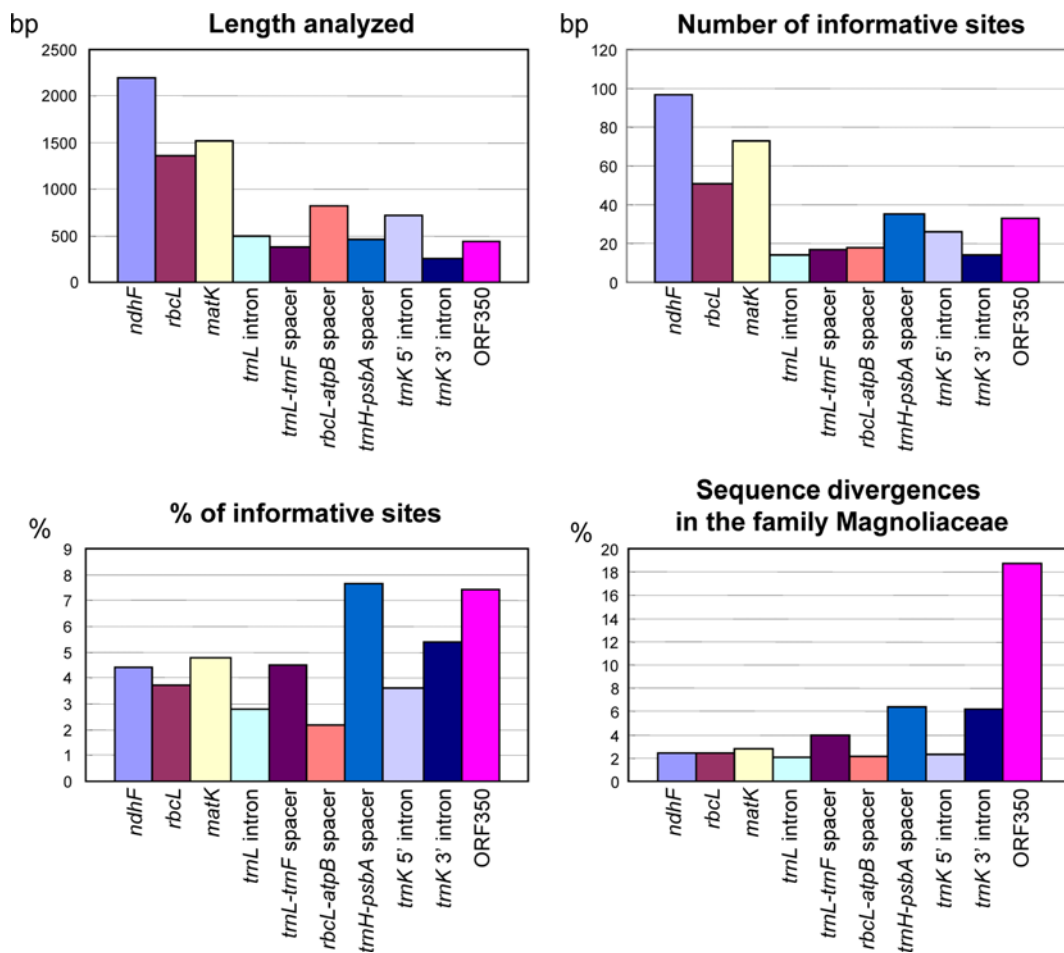 bp
Length analyzed
2500
2000
1500
1000
500
0
ndhF
rbcL
matK
trnL intron
trnL-trnF spacer
rbcL-atpB spacer
trnH-psbA spacer
trnK 5' intron
trnK 3' intron
ORF350
bp
Number of informative sites
120
100
80
60
40
20
0
ndhF
rbcL
matK
trnL intron
trnL-trnF spacer
rbcL-atpB spacer
trnH-psbA spacer
trnK 5' intron
trnK 3' intron
ORF350
%
% of informative sites
9
8
7
6
5
4
3
2
1
0
ndhF
rbcL
matK
trnL intron
trnL-trnF spacer
rbcL-atpB spacer
trnH-psbA spacer
trnK 5' intron
trnK 3' intron
ORF350
%
Sequence divergences
in the family Magnoliaceae
20
18
16
14
12
10
8
6
4
2
0
ndhF
rbcL
matK
trnL intron
trnL-trnF spacer
rbcL-atpB spacer
trnH-psbA spacer
trnK 5' intron
trnK 3' intron
ORF350